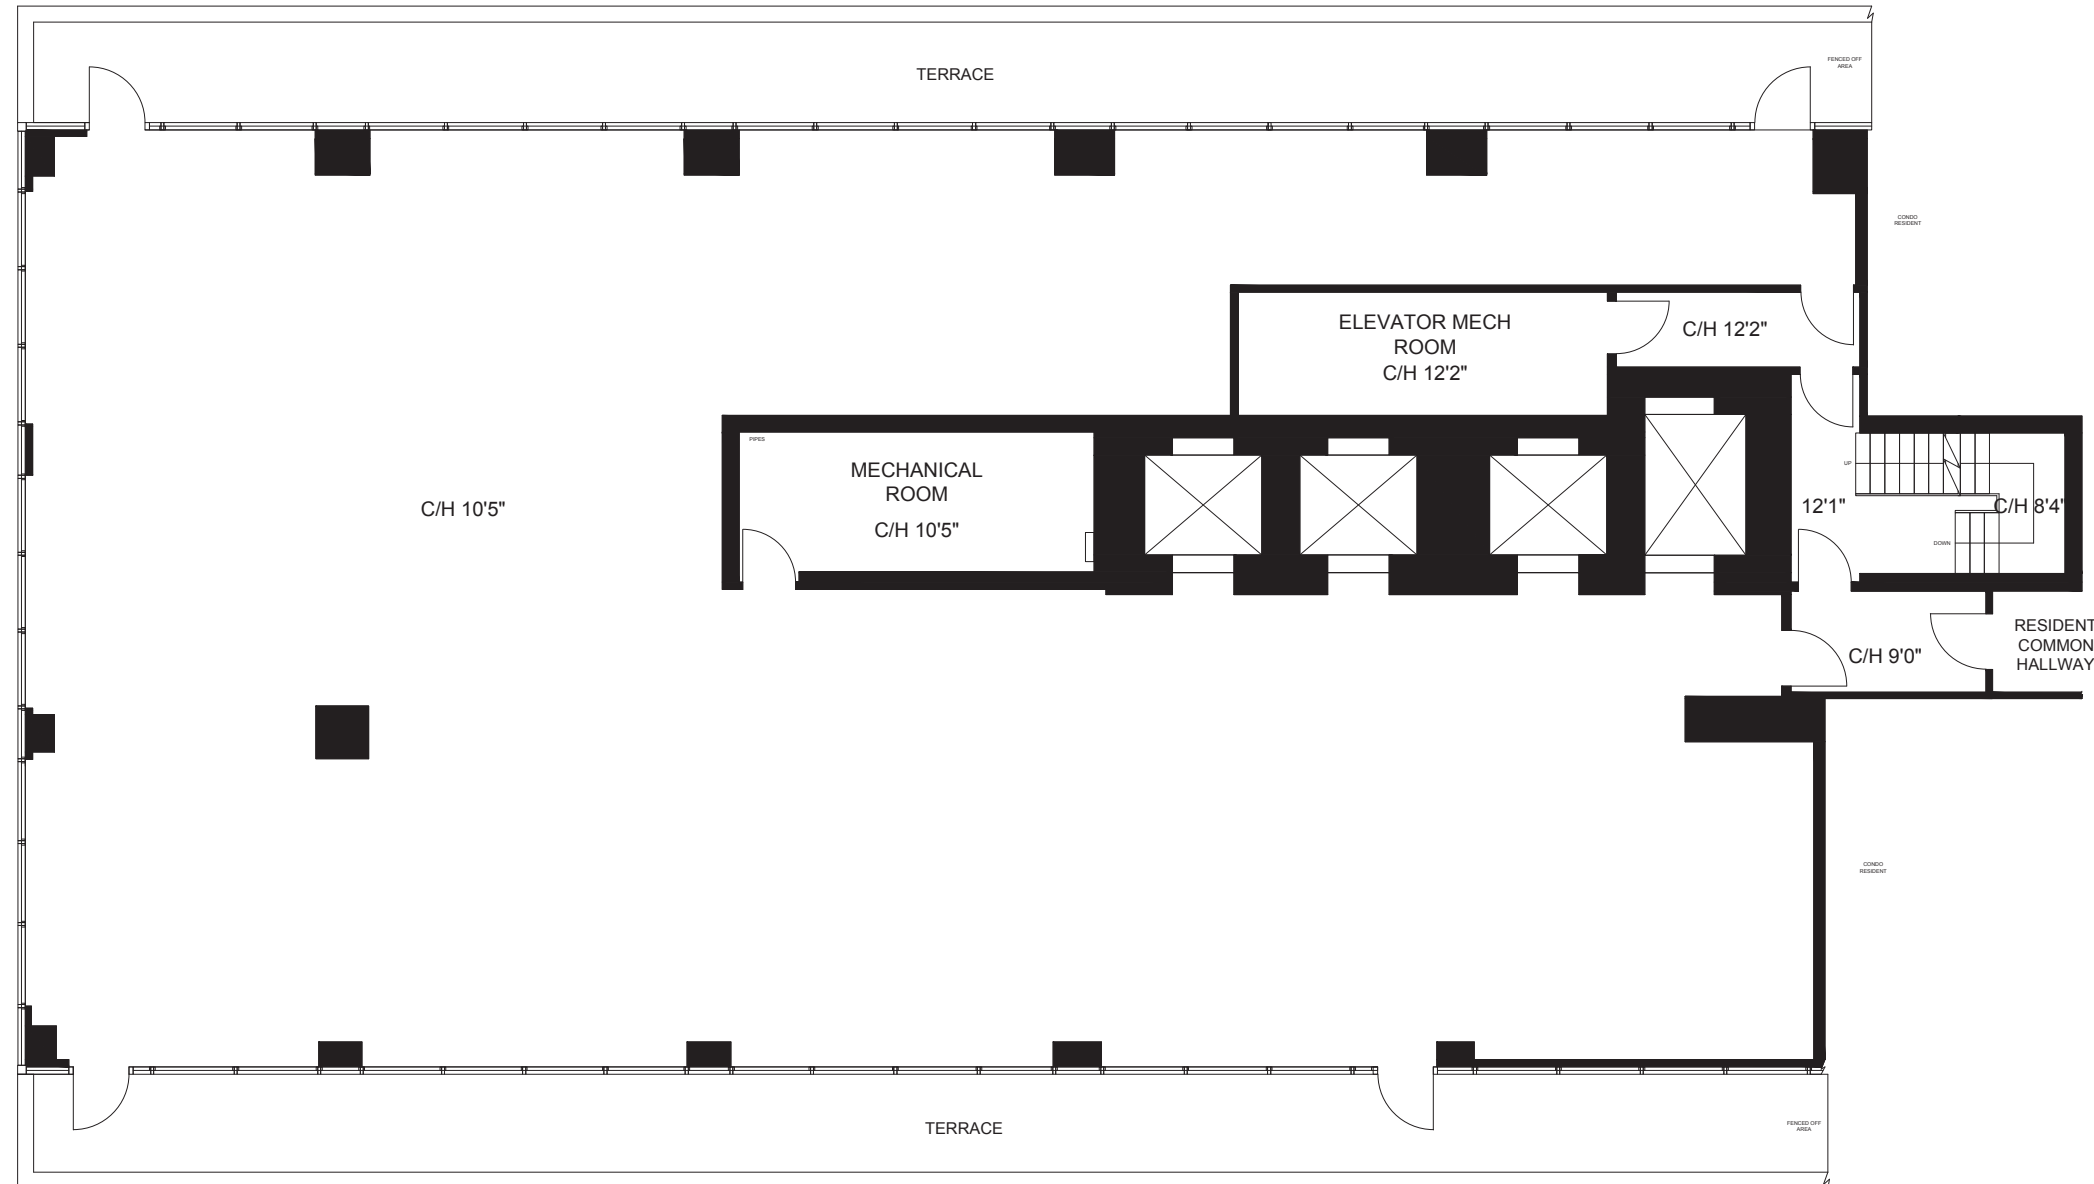 TERRACE
FENCED OFF
AREA
CONDO
RESIDENT
ELEVATOR MECH
ROOM
C/H 12'2"
C/H 12'2"
PIPES
MECHANICAL
ROOM
C/H 10'5"
C/H 10'5"
UP
12'1"
C/H 8'4"
DOWN
C/H 9'0"
RESIDENT
COMMON
HALLWAY
CONDO
RESIDENT
TERRACE
FENCED OFF
AREA